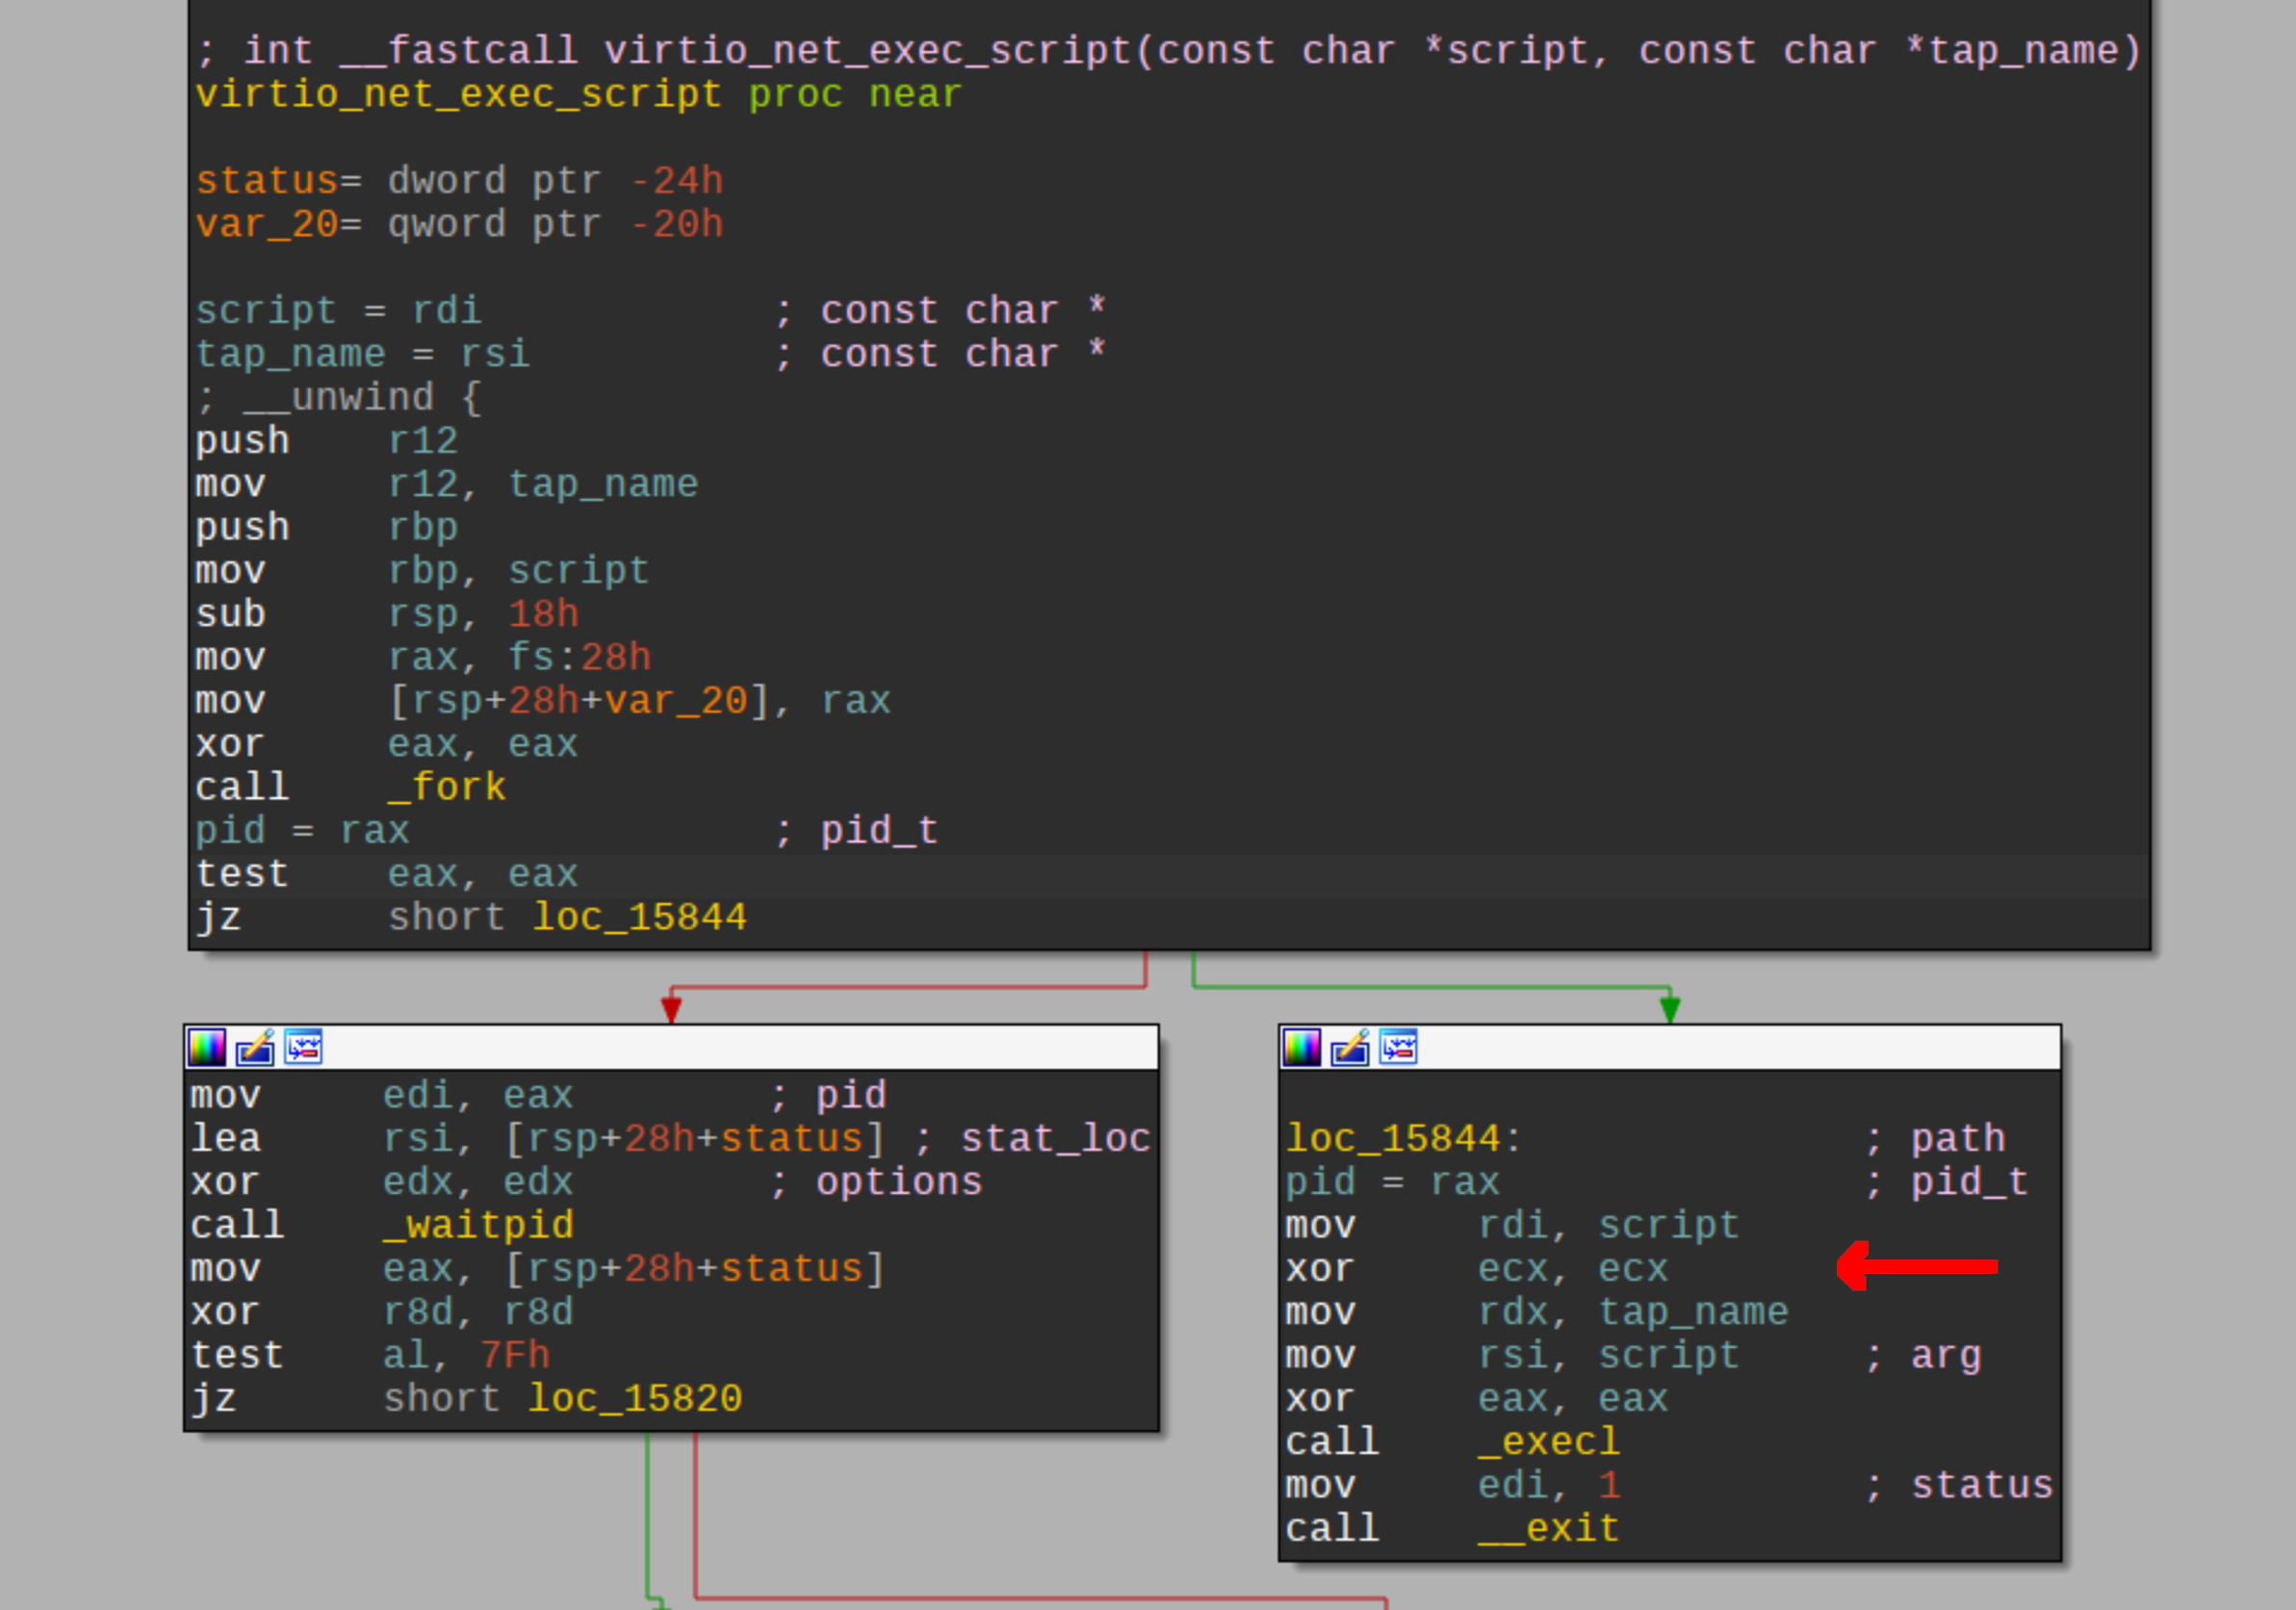 ; int __fastcall virtio_net_exec_script(const char *script, const char *tap_name)
virtio_net_exec_script proc near
status= dword ptr -24h
var_20= qword ptr -20h
script = rdi ; const char *
tap_name = rsi ; const char *
; __unwind {
push r12
mov r12, tap_name
push rbp
mov rbp, script
sub rsp, 18h
mov rax, fs:28h
mov [rsp+28h+var_20], rax
xor eax, eax
call _fork
pid = rax ; pid_t
test eax, eax
jz short loc_15844
mov edi, eax ; pid
lea rsi, [rsp+28h+status] ; stat_loc
xor edx, edx ; options
call _waitpid
mov eax, [rsp+28h+status]
xor r8d, r8d
test al, 7Fh
jz short loc_15820
loc_15844: ; path
pid = rax ; pid_t
mov rdi, script
xor ecx, ecx
mov rdx, tap_name
mov rsi, script ; arg
xor eax, eax
call _execl
mov edi, 1 ; status
call __exit